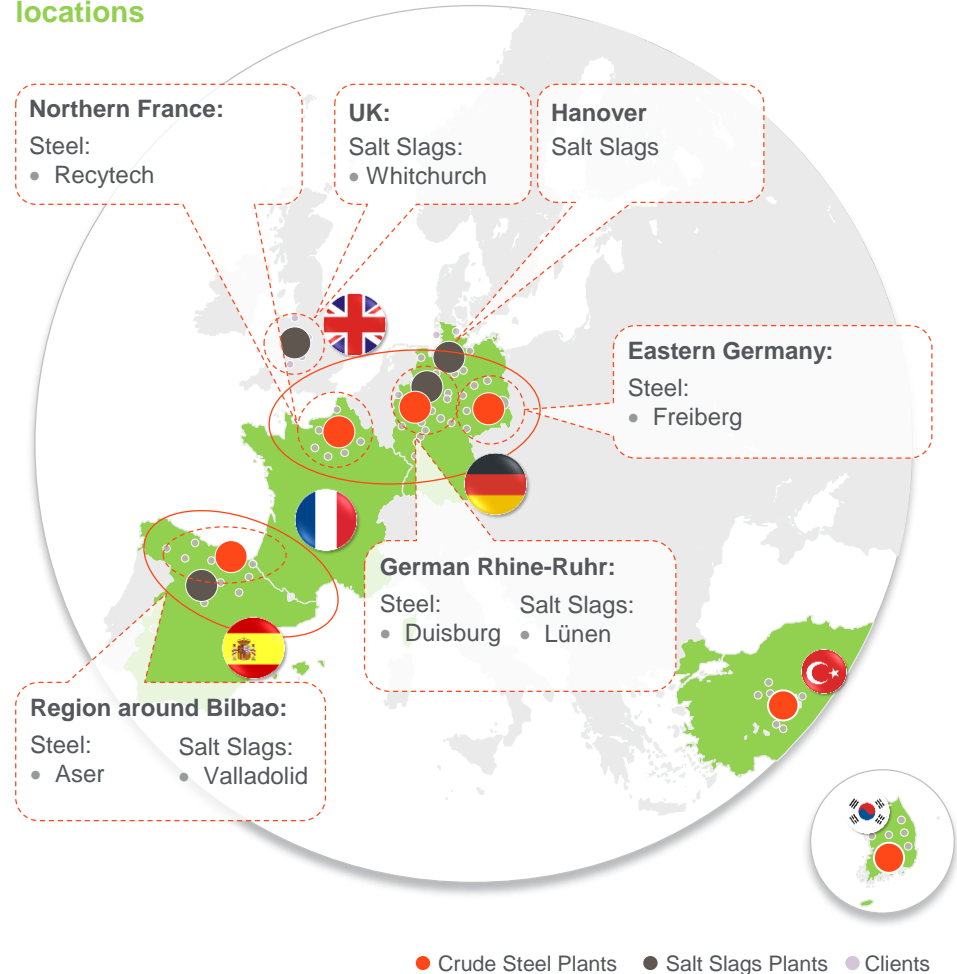 locations
Northern France:
Steel:
• Recytech
UK:
Salt Slags:
• Whitchurch
Hanover
Salt Slags
Eastern Germany:
Steel:
• Freiberg
German Rhine-Ruhr:
Steel:
• Duisburg
Salt Slags:
• Lünen
Region around Bilbao:
Steel:
• Aser
Salt Slags:
• Valladolid
Crude Steel Plants
Salt Slags Plants
Clients